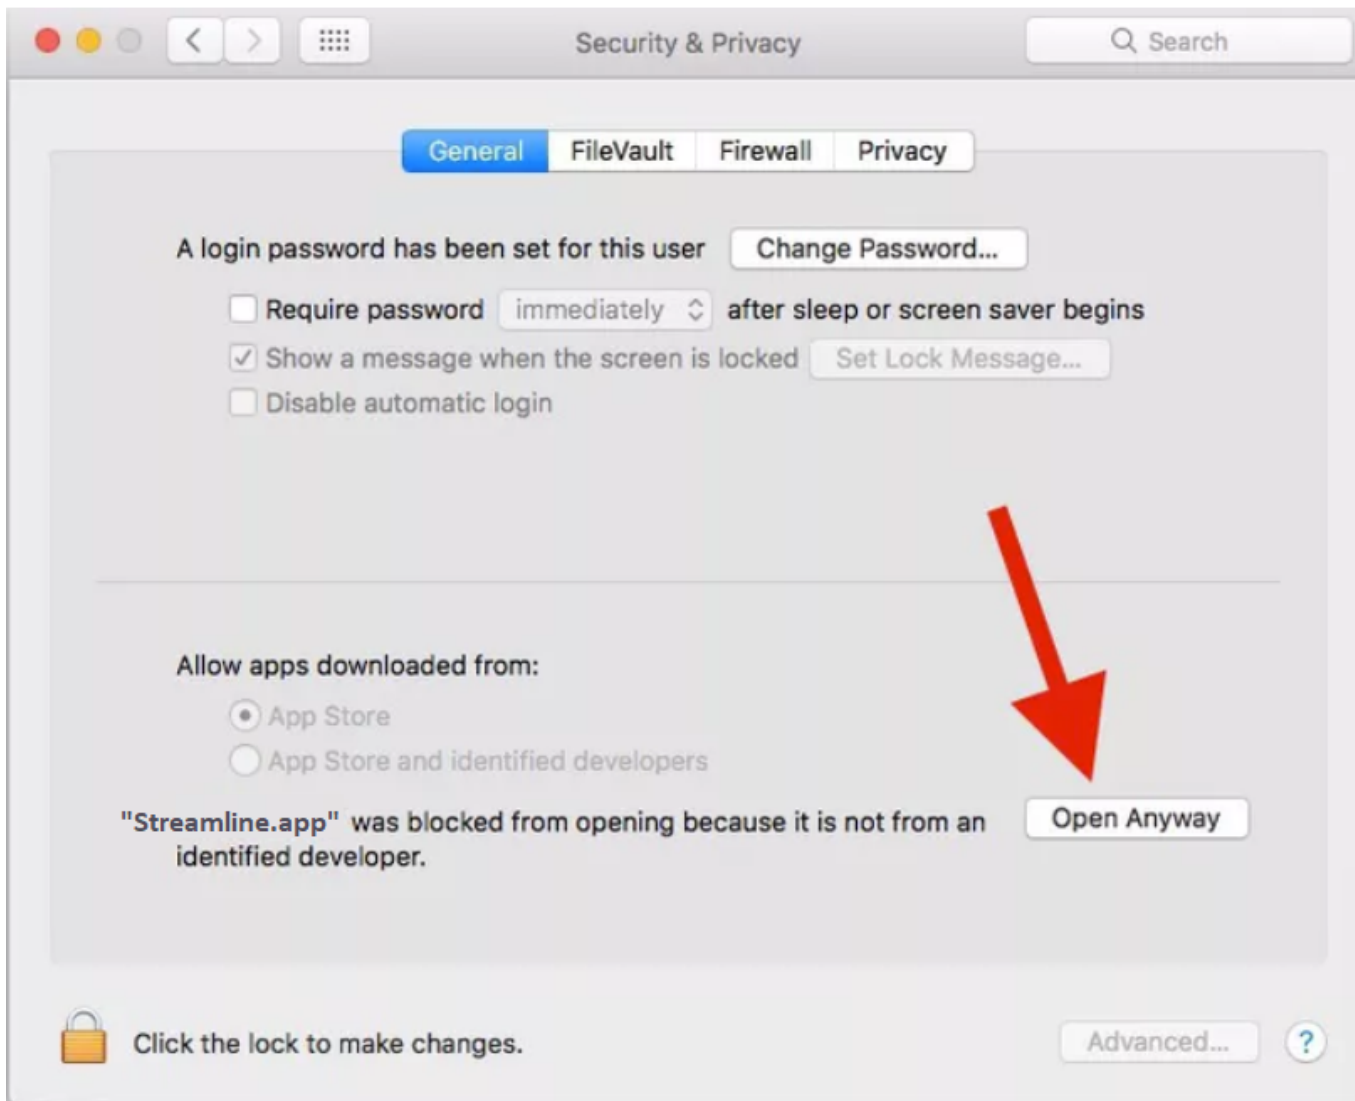 Security & Privacy
Search
General FileVault Firewall Privacy
A login password has been set for this user Change Password...
Require password immediately after sleep or screen saver begins
Show a message when the screen is locked Set Lock Message...
Disable automatic login
Allow apps downloaded from:
App Store
App Store and identified developers
"Streamline.app" was blocked from opening because it is not from an
identified developer.
Open Anyway
Click the lock to make changes.
Advanced...
?